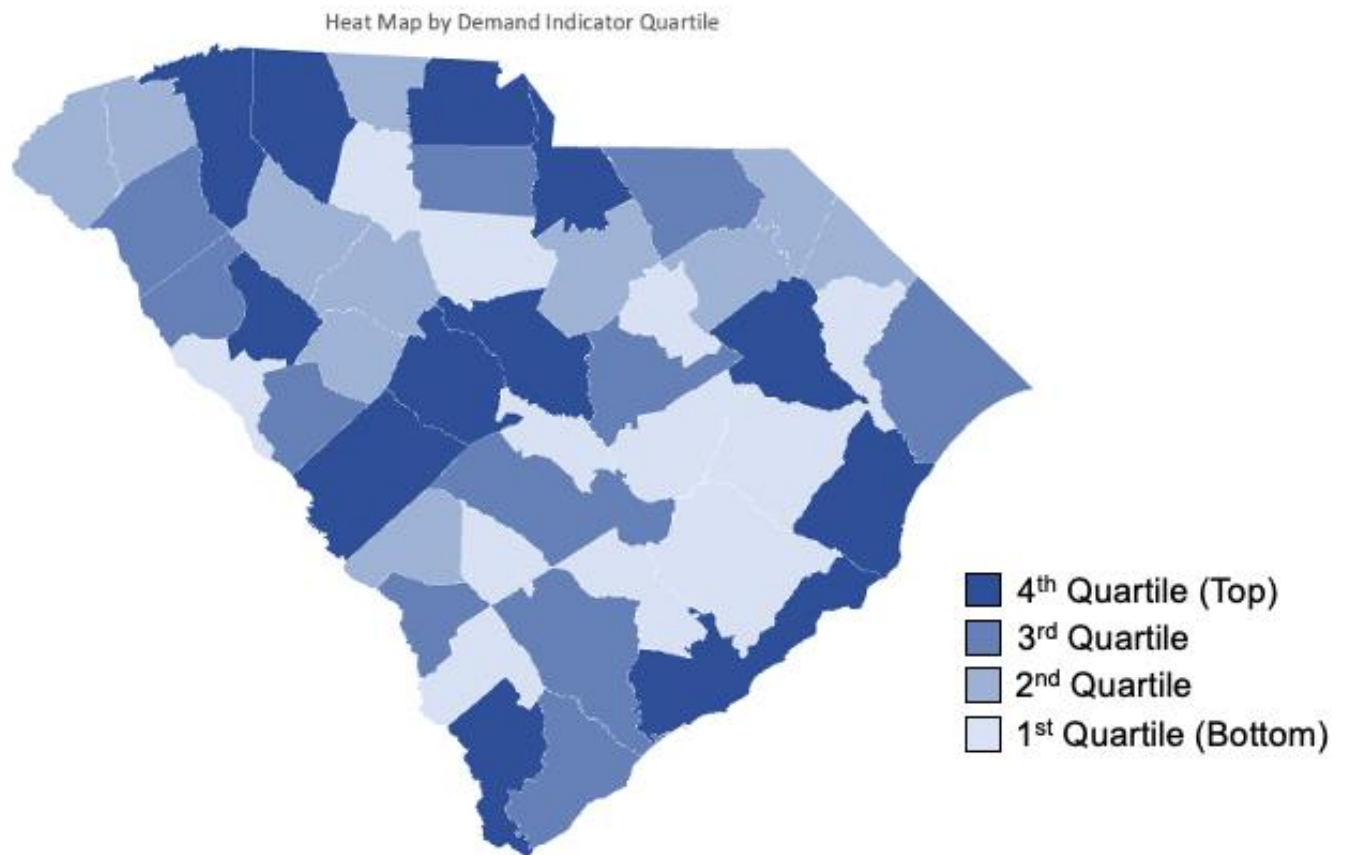 Heat Map by Demand Indicator Quartile
4th Quartile (Top)
3rd Quartile
2nd Quartile
1st Quartile (Bottom)